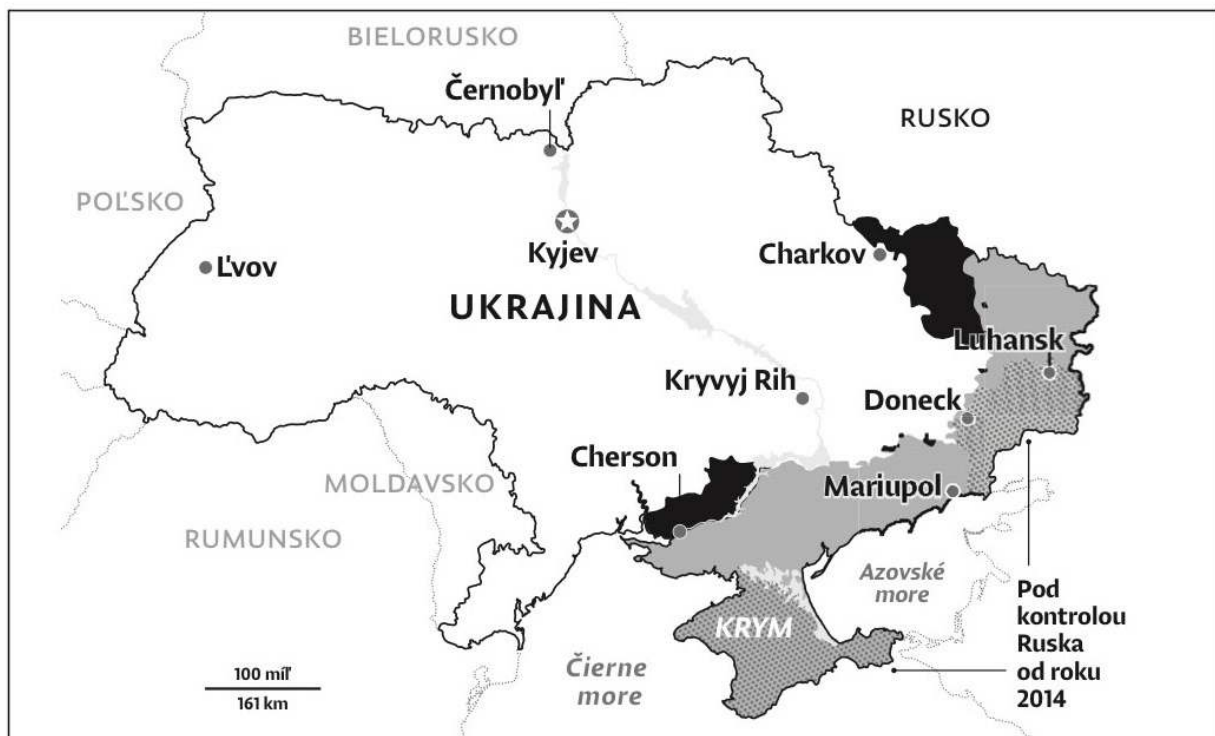 BIELORUSKO
Černobyľ
RUSKO
POĽSKO
Ľvov
Kyjev
Charkov
UKRAJINA
Luhansk
Kryvyj Rih
Doneck
Cherson
Mariupol
MOLDAVSKO
RUMUNSKO
Azovské
more
Pod
kontrolou
Ruska
od roku
2014
KRYM
Čierne
more
100 míľ
161 km